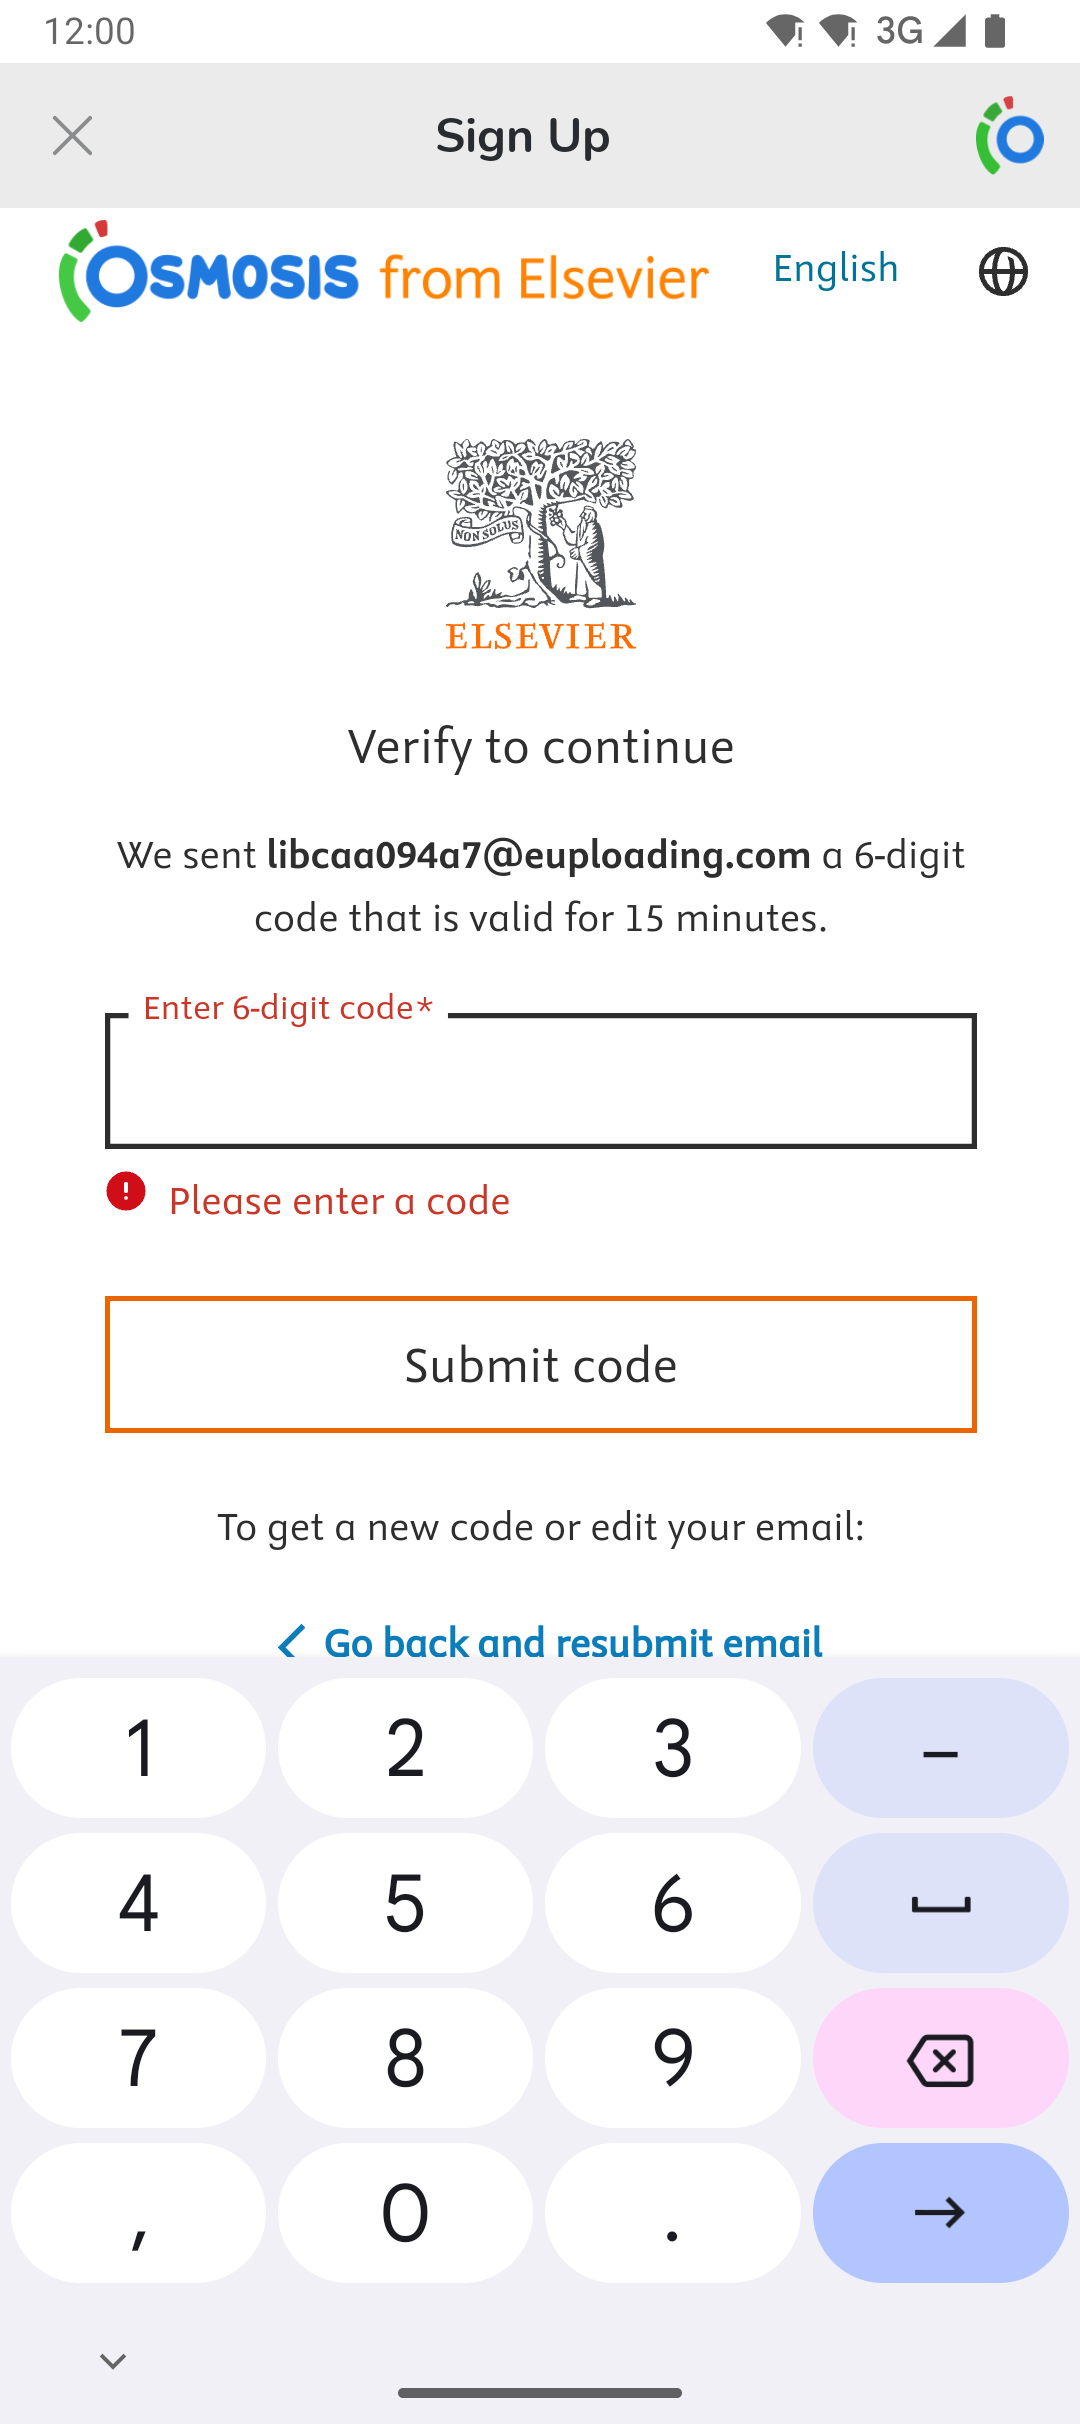 12:00
3G
Sign Up
OSMOSIS from Elsevier
English
NON SOLUS
ELSEVIER
Verify to continue
We sent libcaa094a7@euploading.com a 6-digit
code that is valid for 15 minutes.
Enter 6-digit code*
Please enter a code
Submit code
To get a new code or edit your email:
Go back and resubmit email
1 2 3 –
4 5 6
7 8 9
, 0 .